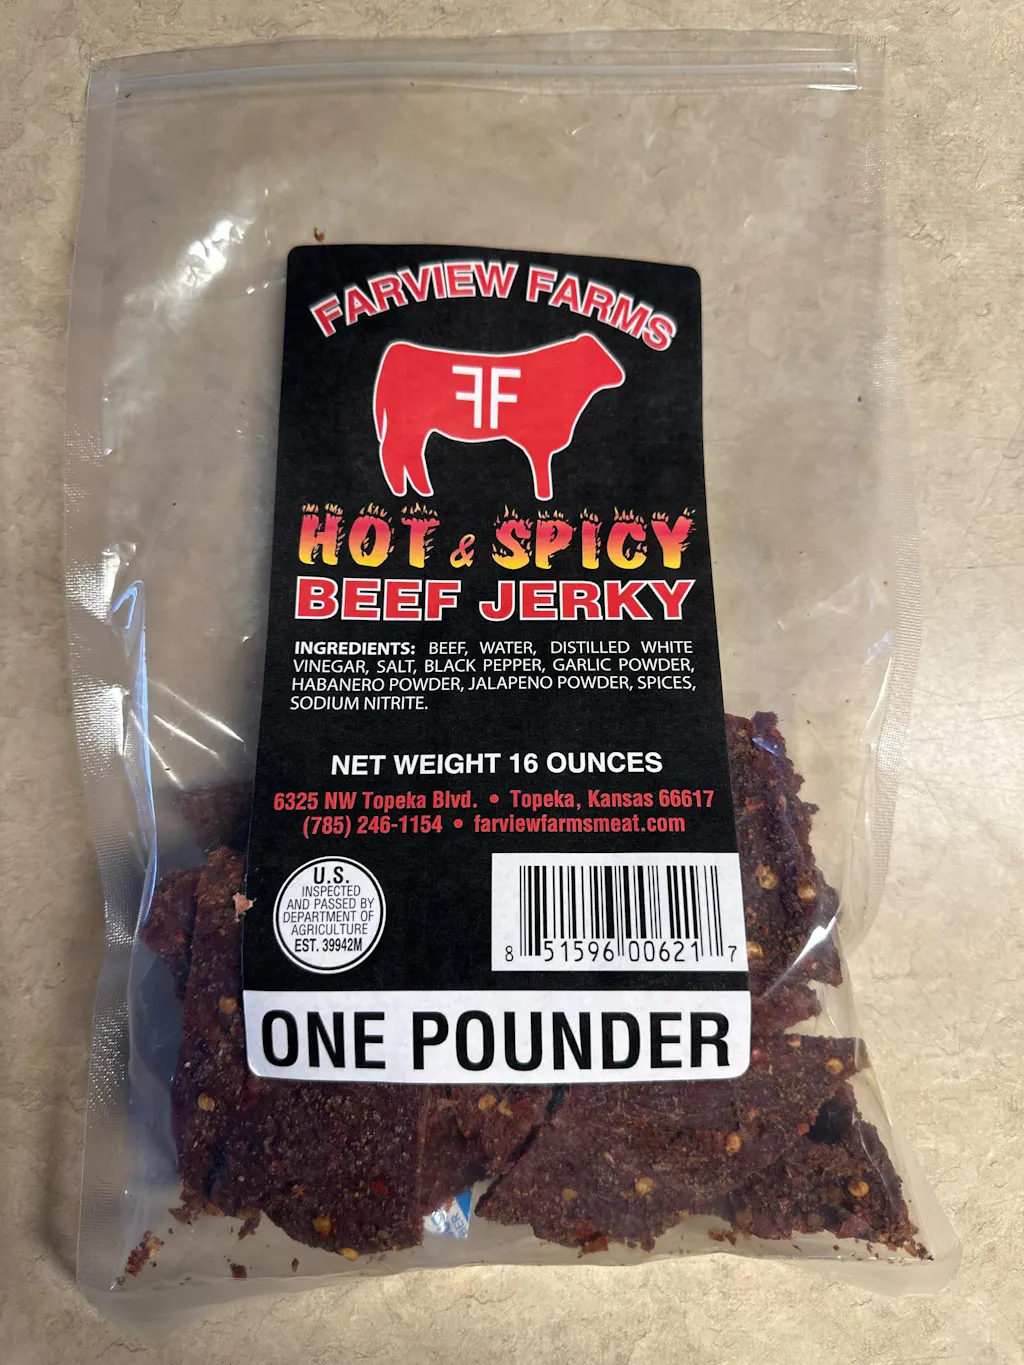 FARVIEW FARMS
FF
HOT & SPICY
BEEF JERKY
INGREDIENTS: BEEF, WATER, DISTILLED WHITE
VINEGAR, SALT, BLACK PEPPER, GARLIC POWDER,
HABANERO POWDER, JALAPENO POWDER, SPICES,
SODIUM NITRITE.
NET WEIGHT 16 OUNCES
6325 NW Topeka Blvd. • Topeka, Kansas 66617
(785) 246-1154 • farviewfarmsmeat.com
U.S.
INSPECTED
AND PASSED BY
DEPARTMENT OF
AGRICULTURE
EST. 39942M
8 51596 00621 7
ONE POUNDER